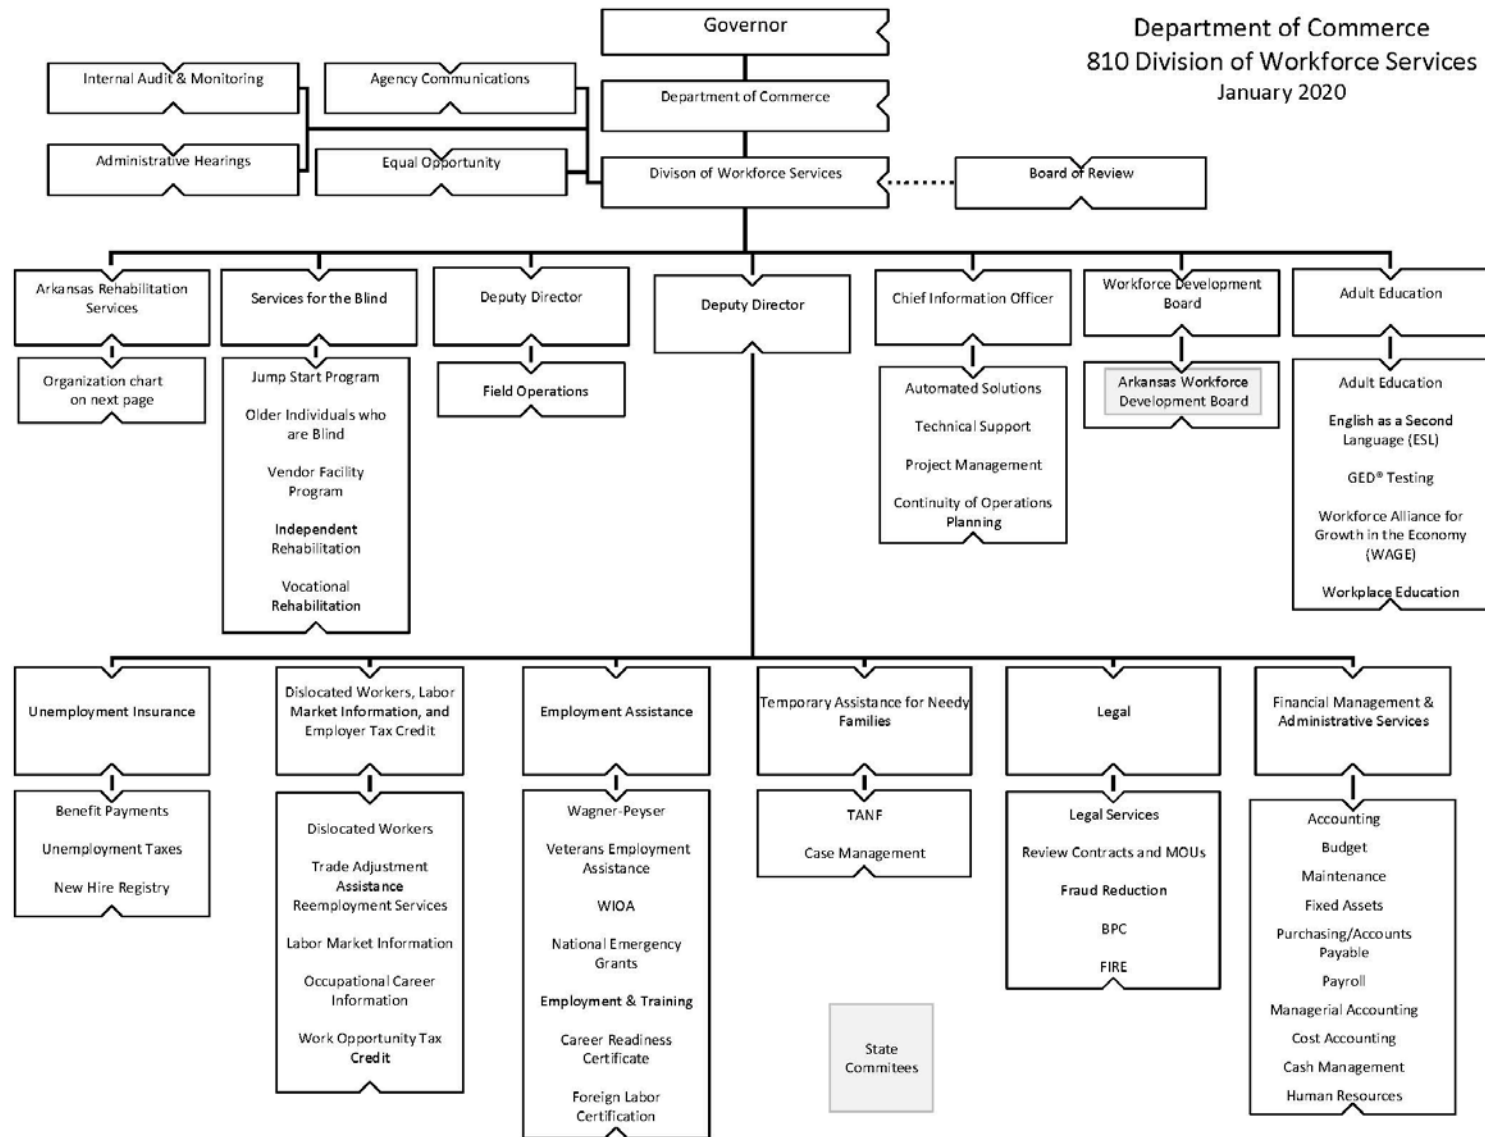 Department of Commerce
810 Division of Workforce Services
January 2020
Governor
Department of Commerce
Divison of Workforce Services
Board of Review
Internal Audit & Monitoring
Agency Communications
Administrative Hearings
Equal Opportunity
Arkansas Rehabilitation
Services
Organization chart
on next page
Services for the Blind
Jump Start Program
Older Individuals who
are Blind
Vendor Facility
Program
Independent
Rehabilitation
Vocational
Rehabilitation
Deputy Director
Field Operations
Deputy Director
Chief Information Officer
Automated Solutions
Technical Support
Project Management
Continuity of Operations
Planning
Workforce Development
Board
Arkansas Workforce
Development Board
Adult Education
Adult Education
English as a Second
Language (ESL)
GED® Testing
Workforce Alliance for
Growth in the Economy
(WAGE)
Workplace Education
Unemployment Insurance
Benefit Payments
Unemployment Taxes
New Hire Registry
Dislocated Workers, Labor
Market Information, and
Employer Tax Credit
Dislocated Workers
Trade Adjustment
Assistance
Reemployment Services
Labor Market Information
Occupational Career
Information
Work Opportunity Tax
Credit
Employment Assistance
Wagner-Peyser
Veterans Employment
Assistance
WIOA
National Emergency
Grants
Employment & Training
Career Readiness
Certificate
Foreign Labor
Certification
Temporary Assistance for Needy
Families
TANF
Case Management
Legal
Legal Services
Review Contracts and MOUs
Fraud Reduction
BPC
FIRE
Financial Management &
Administrative Services
Accounting
Budget
Maintenance
Fixed Assets
Purchasing/Accounts
Payable
Payroll
Managerial Accounting
Cost Accounting
Cash Management
Human Resources
State
Commitees